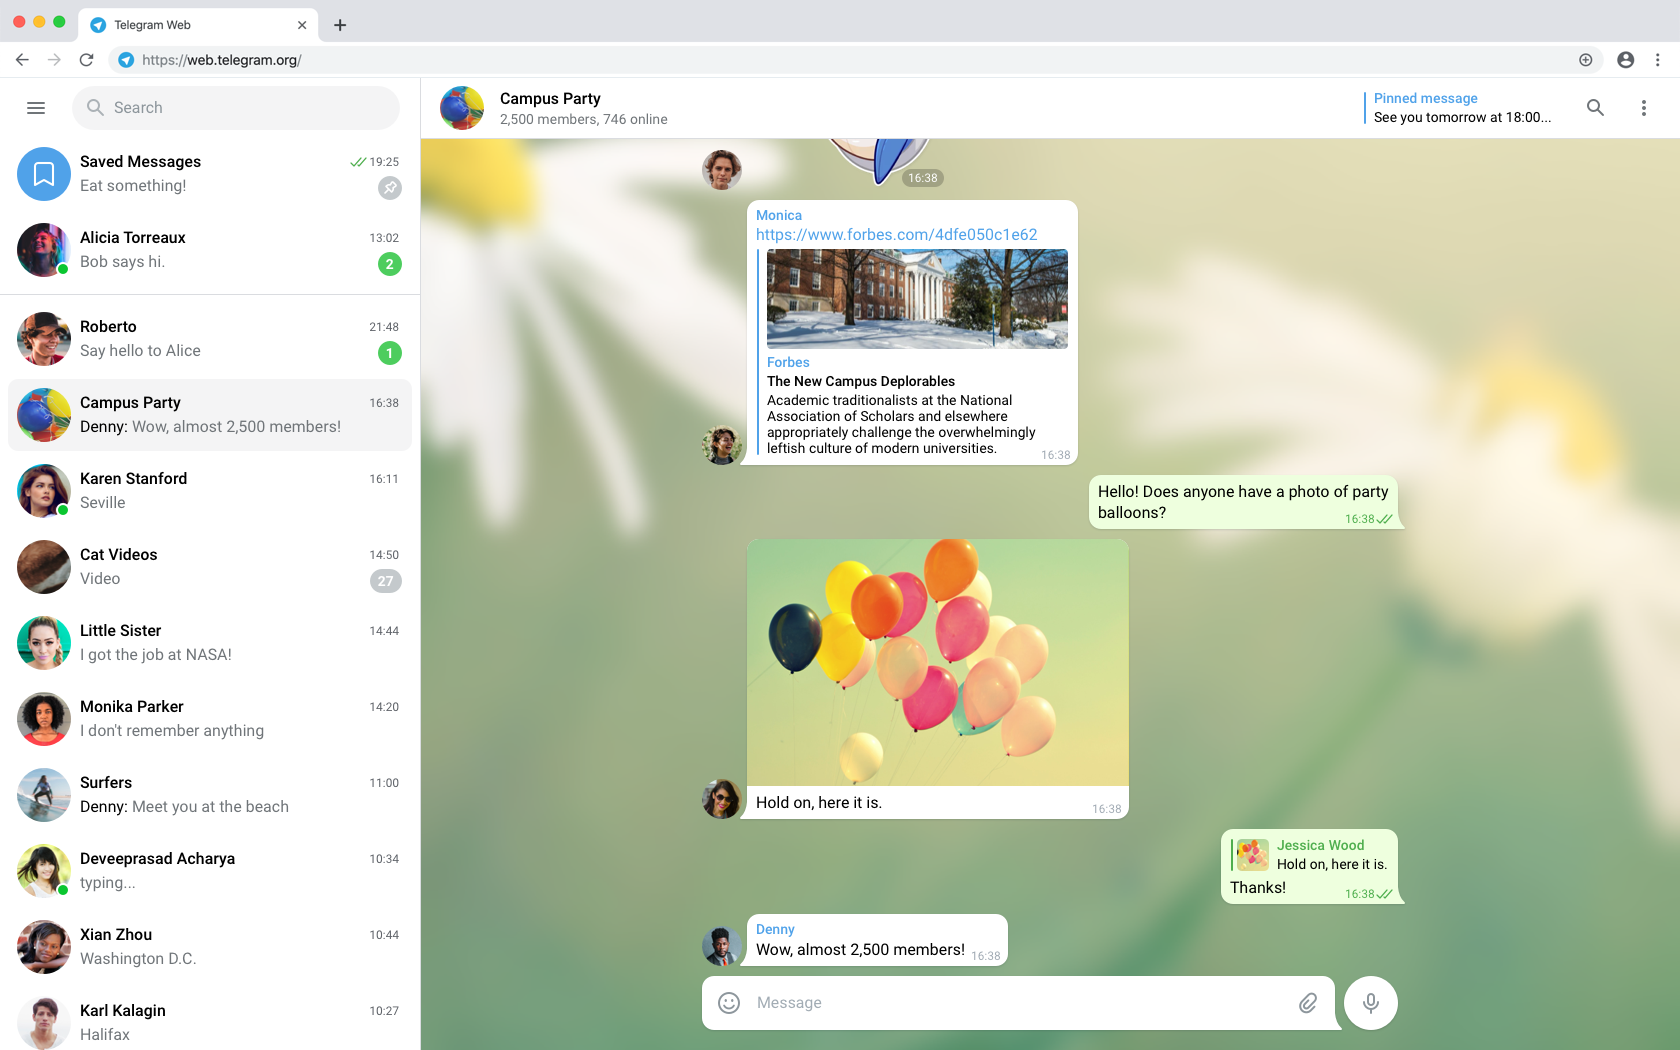 Telegram Web
https://web.telegram.org/
Search
Saved Messages
19:25
Eat something!
Alicia Torreaux
13:02
Bob says hi.
2
Roberto
21:48
Say hello to Alice
1
Campus Party
16:38
Denny: Wow, almost 2,500 members!
Karen Stanford
16:11
Seville
Cat Videos
14:50
Video
27
Little Sister
14:44
I got the job at NASA!
Monika Parker
14:20
I don't remember anything
Surfers
11:00
Denny: Meet you at the beach
Deveeprasad Acharya
10:34
typing...
Xian Zhou
10:44
Washington D.C.
Karl Kalagin
10:27
Halifax
Campus Party
2,500 members, 746 online
Pinned message
See you tomorrow at 18:00...
16:38
Monica
https://www.forbes.com/4dfe050c1e62
Forbes
The New Campus Deplorables
Academic traditionalists at the National
Association of Scholars and elsewhere
appropriately challenge the overwhelmingly
leftish culture of modern universities.
16:38
Hello! Does anyone have a photo of party
balloons?
16:38
Hold on, here it is.
16:38
Jessica Wood
Hold on, here it is.
Thanks!
16:38
Denny
Wow, almost 2,500 members!
16:38
Message